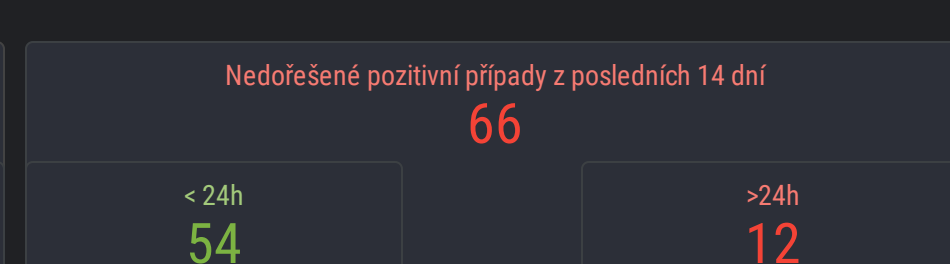 Nedořešené pozitivní případy z posledních 14 dní
66
< 24h
>24h
54
12